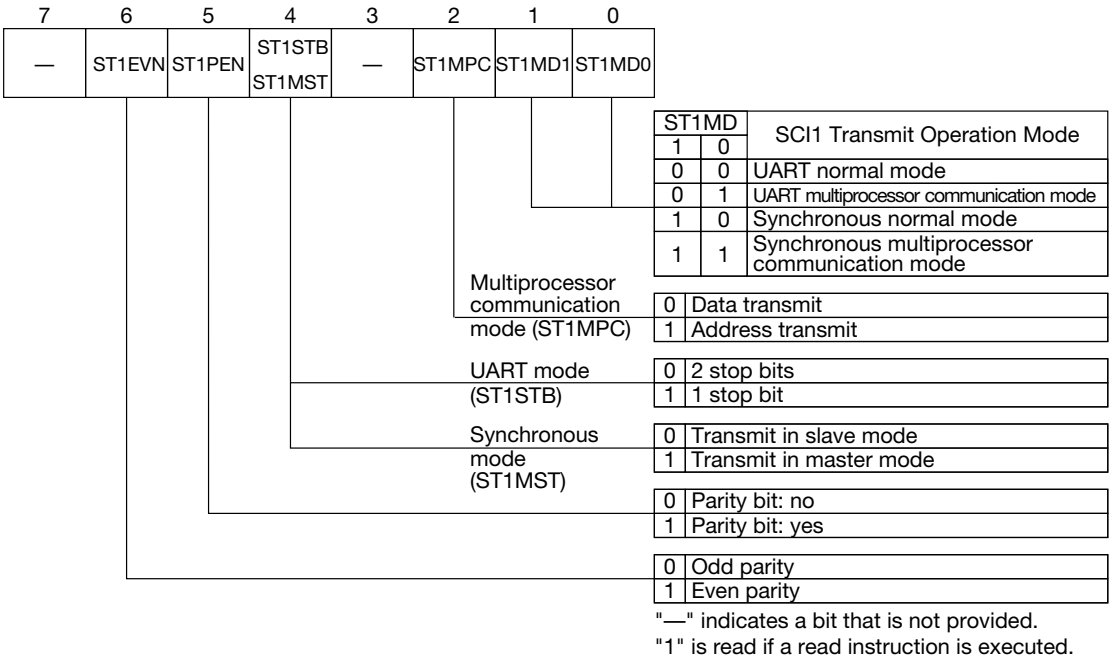 7 6 5 4 3 2 1 0
— ST1EVN ST1PEN ST1STB ST1MST — ST1MPC ST1MD1 ST1MD0
ST1MD SCI1 Transmit Operation Mode
1 0
0 0 UART normal mode
0 1 UART multiprocessor communication mode
1 0 Synchronous normal mode
1 1 Synchronous multiprocessor
communication mode
Multiprocessor
communication
mode (ST1MPC)
0 Data transmit
1 Address transmit
UART mode
(ST1STB)
0 2 stop bits
1 1 stop bit
Synchronous
mode
(ST1MST)
0 Transmit in slave mode
1 Transmit in master mode
0 Parity bit: no
1 Parity bit: yes
0 Odd parity
1 Even parity
"—" indicates a bit that is not provided.
"1" is read if a read instruction is executed.